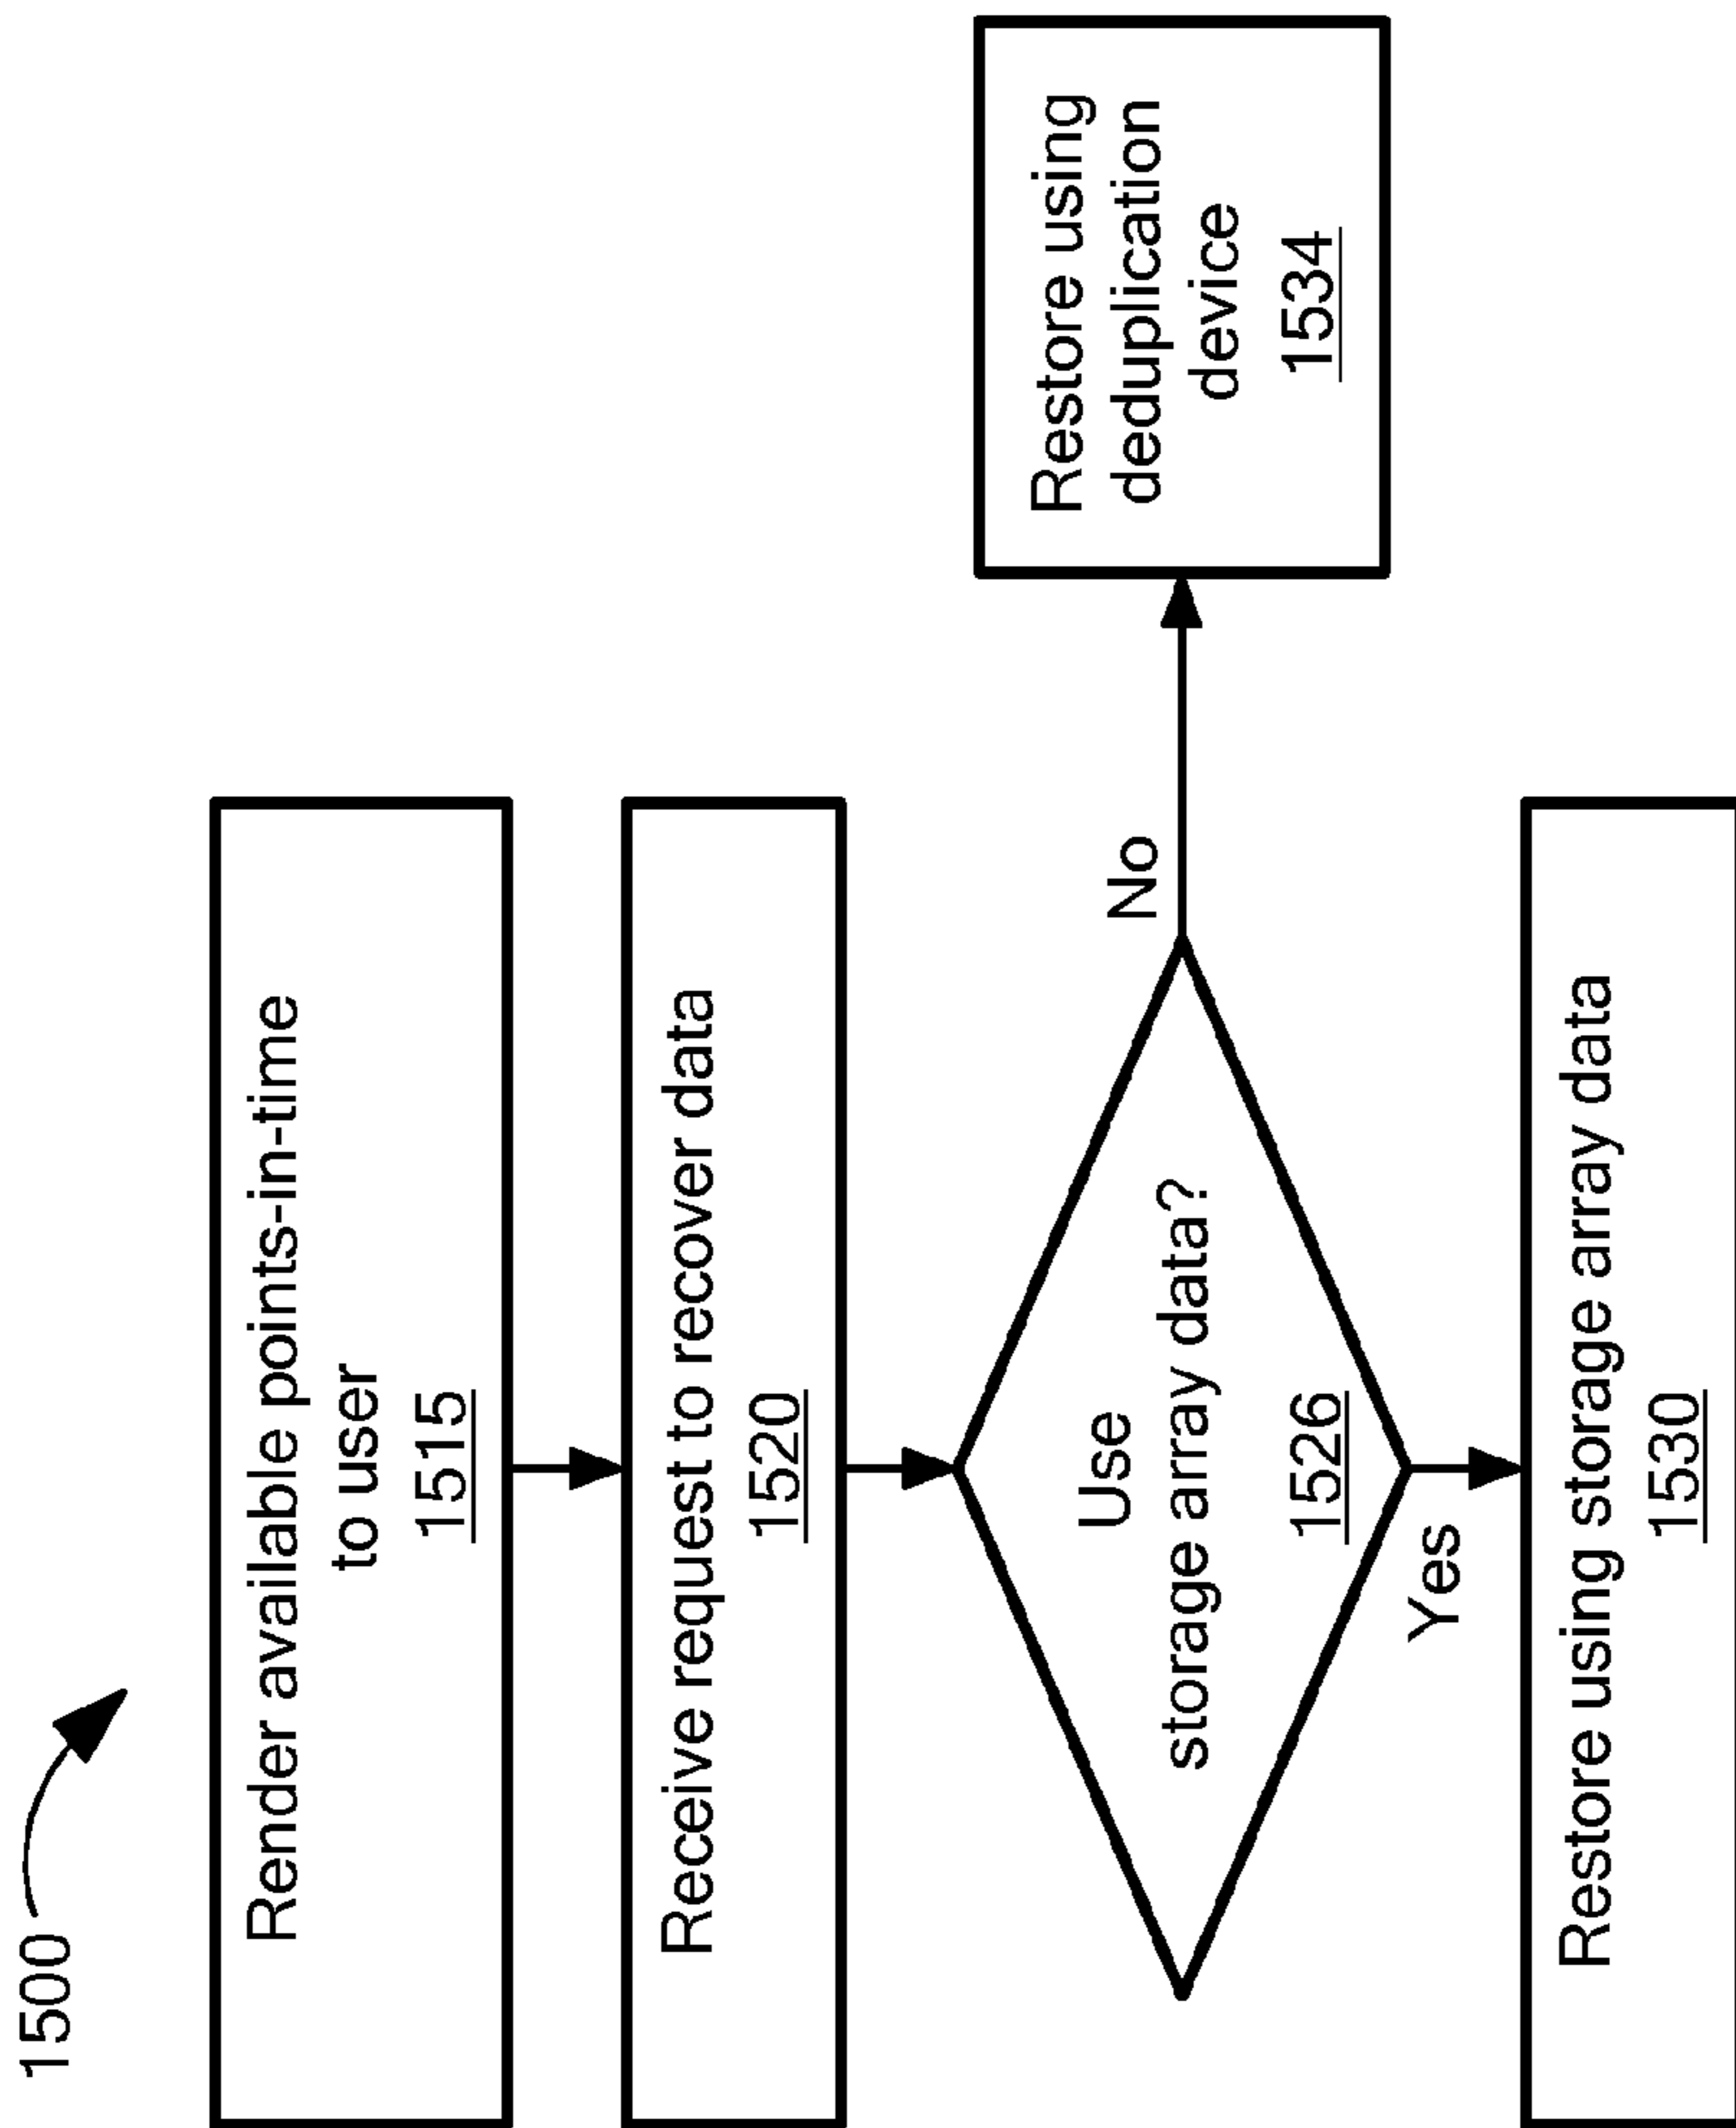 1500
Render available points-in-time
to user
1515
Receive request to recover data
1520
Use
storage array data?
1526
No
Restore using
deduplication
device
1534
Yes
Restore using storage array data
1530